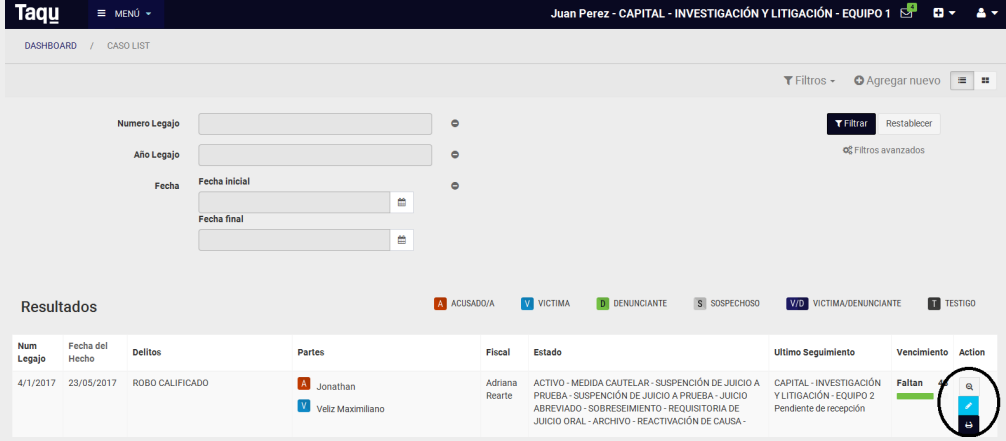 Taqu
MENÚ
Juan Perez - CAPITAL - INVESTIGACIÓN Y LITIGACIÓN - EQUIPO 1
4
DASHBOARD / CASO LIST
Filtros
Agregar nuevo
Numero Legajo
Filtrar
Restablecer
Año Legajo
Filtros avanzados
Fecha
Fecha inicial
Fecha final
Resultados
A ACUSADO/A
V VICTIMA
D DENUNCIANTE
S SOSPECHOSO
V/D VICTIMA/DENUNCIANTE
T TESTIGO
Num Legajo
Fecha del Hecho
Delitos
Partes
Fiscal
Estado
Ultimo Seguimiento
Vencimiento
Action
4/1/2017
23/05/2017
ROBO CALIFICADO
A Jonathan
V Veliz Maximiliano
Adriana
Rearte
ACTIVO - MEDIDA CAUTELAR - SUSPENCIÓN DE JUICIO A
PRUEBA - SUSPENCIÓN DE JUICIO A PRUEBA - JUICIO
ABREVIADO - SOBRESEIMIENTO - REQUISITORIA DE
JUICIO ORAL - ARCHIVO - REACTIVACIÓN DE CAUSA -
CAPITAL - INVESTIGACIÓN
Y LITIGACIÓN - EQUIPO 2
Pendiente de recepción
Faltan